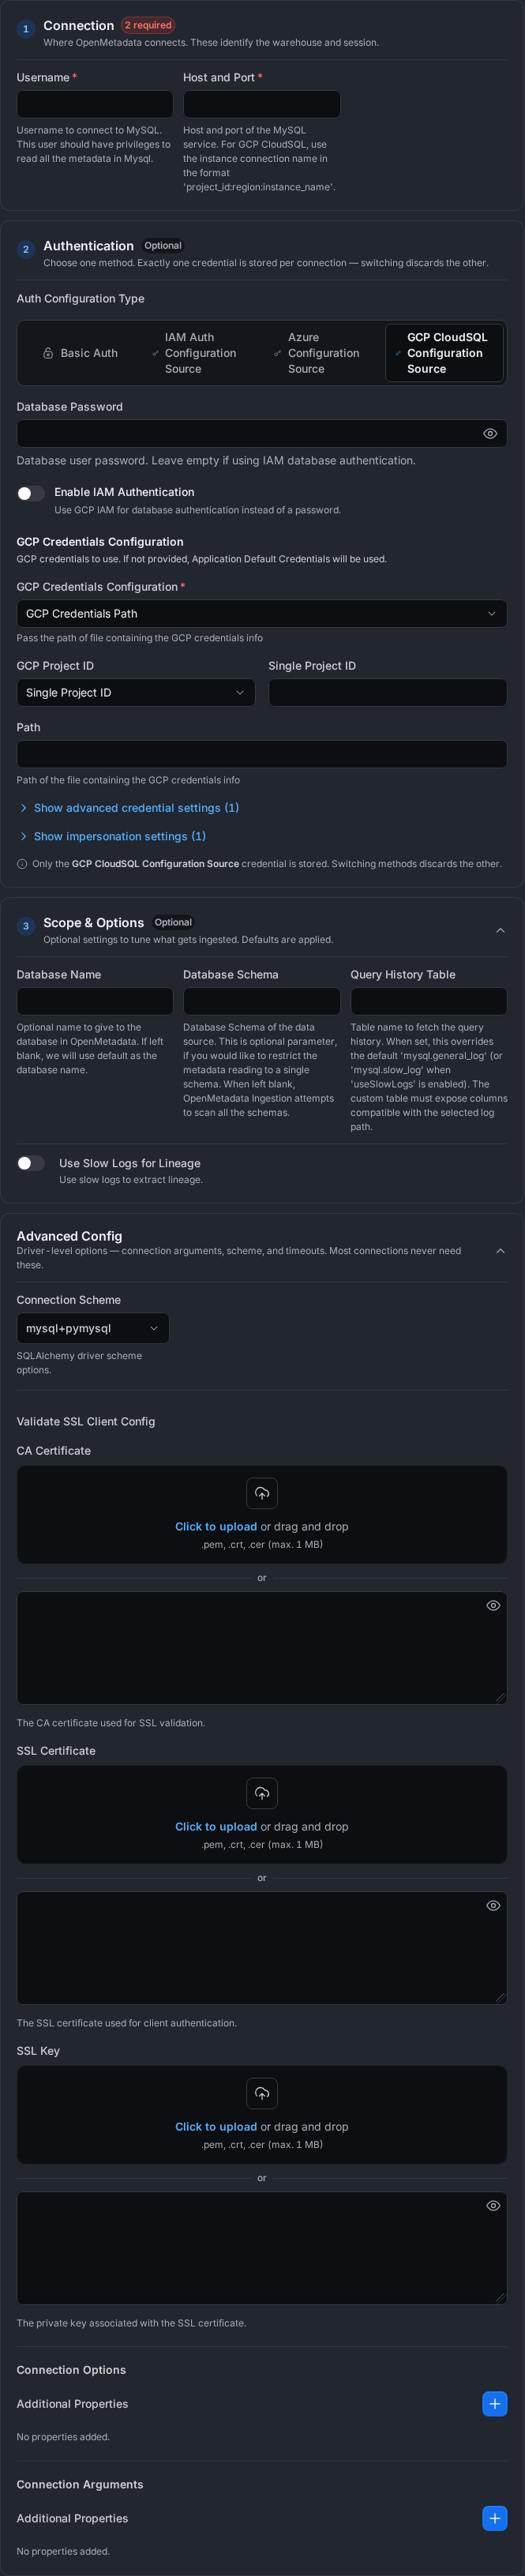 1
Connection 2 required
Where OpenMetadata connects. These identify the warehouse and session.
Username * Host and Port *
Username to connect to MySQL.
This user should have privileges to
read all the metadata in Mysql.
Host and port of the MySQL
service. For GCP CloudSQL, use
the instance connection name in
the format
'project_id:region:instance_name'.
2
Authentication Optional
Choose one method. Exactly one credential is stored per connection — switching discards the other.
Auth Configuration Type
Basic Auth
IAM Auth
Configuration
Source
Azure
Configuration
Source
GCP CloudSQL
Configuration
Source
Database Password
Database user password. Leave empty if using IAM database authentication.
Enable IAM Authentication
Use GCP IAM for database authentication instead of a password.
GCP Credentials Configuration
GCP credentials to use. If not provided, Application Default Credentials will be used.
GCP Credentials Configuration *
GCP Credentials Path
Pass the path of file containing the GCP credentials info
GCP Project ID Single Project ID
Single Project ID
Path
Path of the file containing the GCP credentials info
Show advanced credential settings (1)
Show impersonation settings (1)
Only the GCP CloudSQL Configuration Source credential is stored. Switching methods discards the other.
3
Scope & Options Optional
Optional settings to tune what gets ingested. Defaults are applied.
Database Name Database Schema Query History Table
Optional name to give to the
database in OpenMetadata. If left
blank, we will use default as the
database name.
Database Schema of the data
source. This is optional parameter,
if you would like to restrict the
metadata reading to a single
schema. When left blank,
OpenMetadata Ingestion attempts
to scan all the schemas.
Table name to fetch the query
history. When set, this overrides
the default 'mysql.general_log' (or
'mysql.slow_log' when
'useSlowLogs' is enabled). The
custom table must expose columns
compatible with the selected log
path.
Use Slow Logs for Lineage
Use slow logs to extract lineage.
Advanced Config
Driver-level options — connection arguments, scheme, and timeouts. Most connections never need
these.
Connection Scheme
mysql+pymysql
SQLAlchemy driver scheme
options.
Validate SSL Client Config
CA Certificate
Click to upload or drag and drop
.pem, .crt, .cer (max. 1 MB)
or
The CA certificate used for SSL validation.
SSL Certificate
Click to upload or drag and drop
.pem, .crt, .cer (max. 1 MB)
or
The SSL certificate used for client authentication.
SSL Key
Click to upload or drag and drop
.pem, .crt, .cer (max. 1 MB)
or
The private key associated with the SSL certificate.
Connection Options
Additional Properties
No properties added.
Connection Arguments
Additional Properties
No properties added.